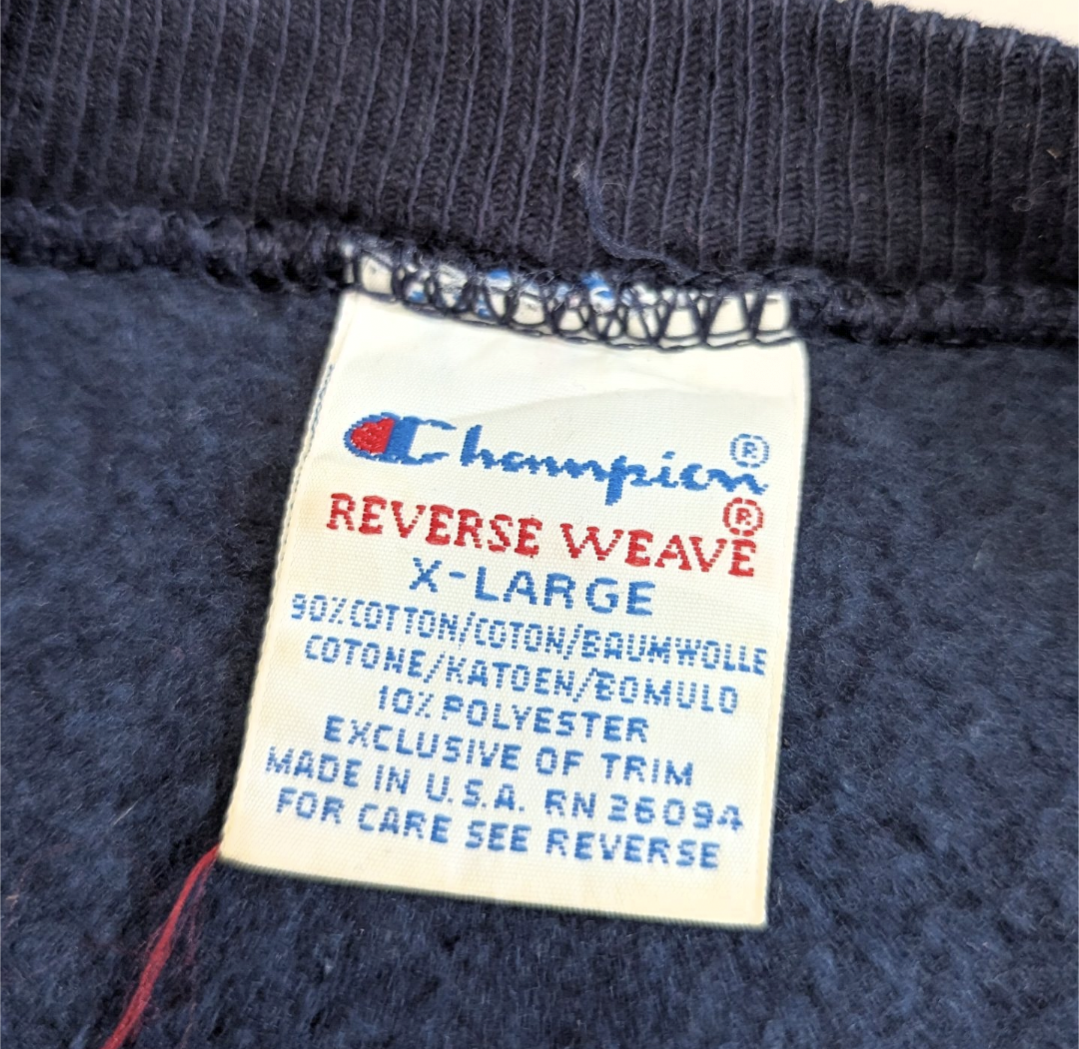 Champion®
REVERSE WEAVE®
X-LARGE
90% COTTON/COTON/BAUMWOLLE
COTONE/KATOEN/BOMULD
10% POLYESTER
EXCLUSIVE OF TRIM
MADE IN U.S.A. RN 26094
FOR CARE SEE REVERSE